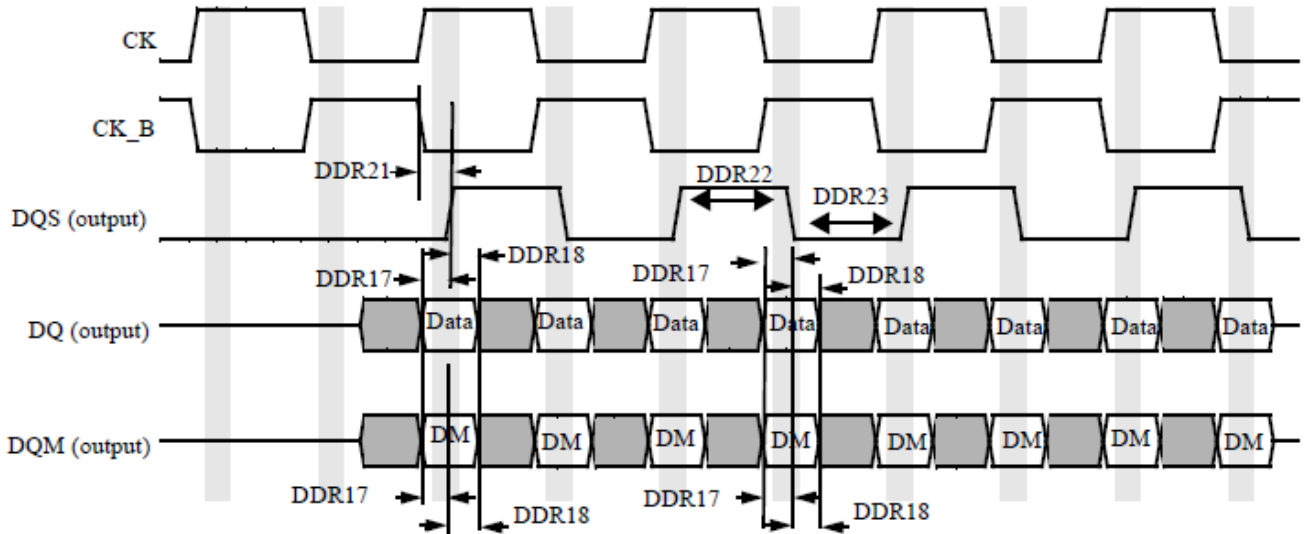 CK
CK_B
DDR21
DDR22
DDR23
DQS (output)
DDR18
DDR17
DDR17
DDR18
DQ (output)
Data
Data
Data
Data
Data
Data
Data
Data
DQM (output)
DM
DM
DM
DM
DM
DM
DM
DM
DDR17
DDR18
DDR17
DDR18